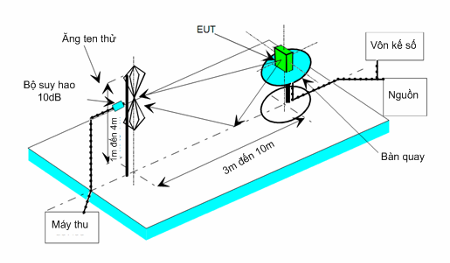 Ăng ten thử
EUT
Vôn kế số
Bộ suy hao
10dB
Nguồn
1m đến 4m
3m đến 10m
Bàn quay
Máy thu